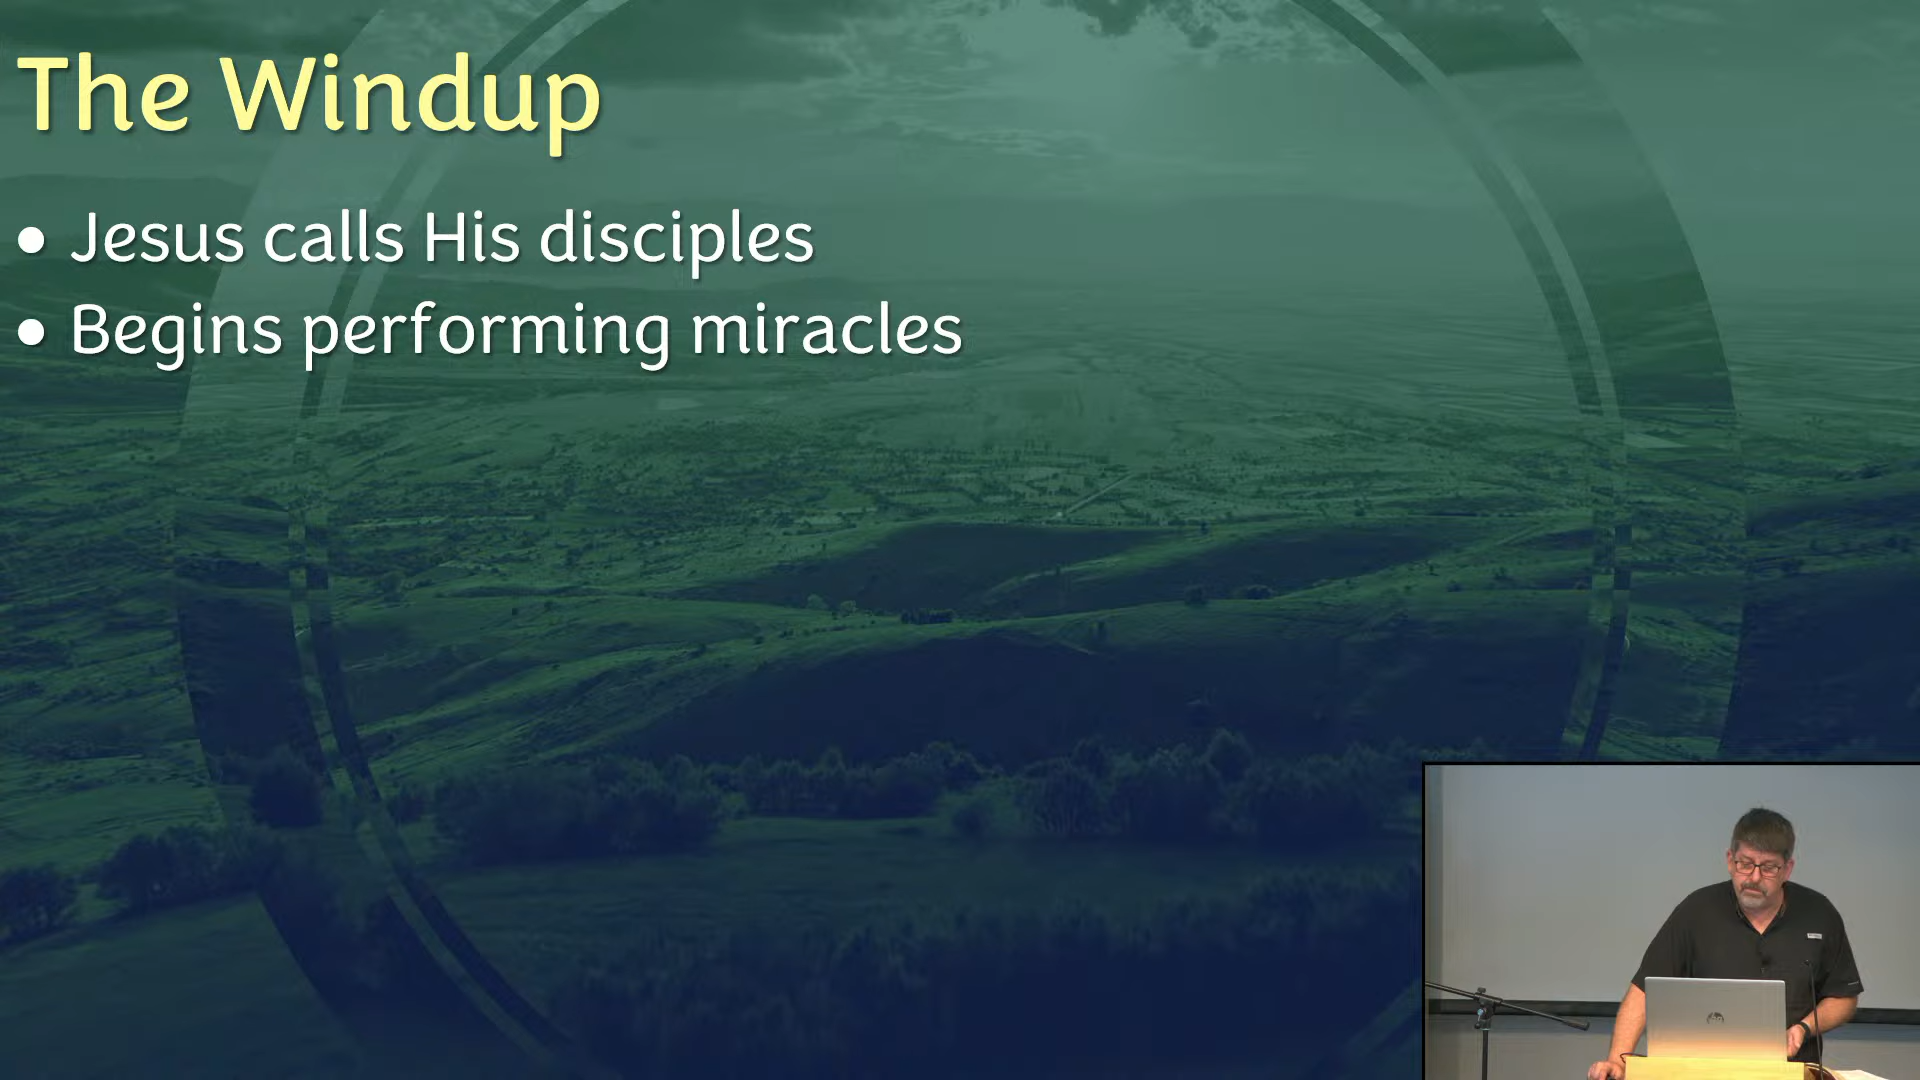 The Windup
• Jesus calls His disciples
• Begins performing miracles